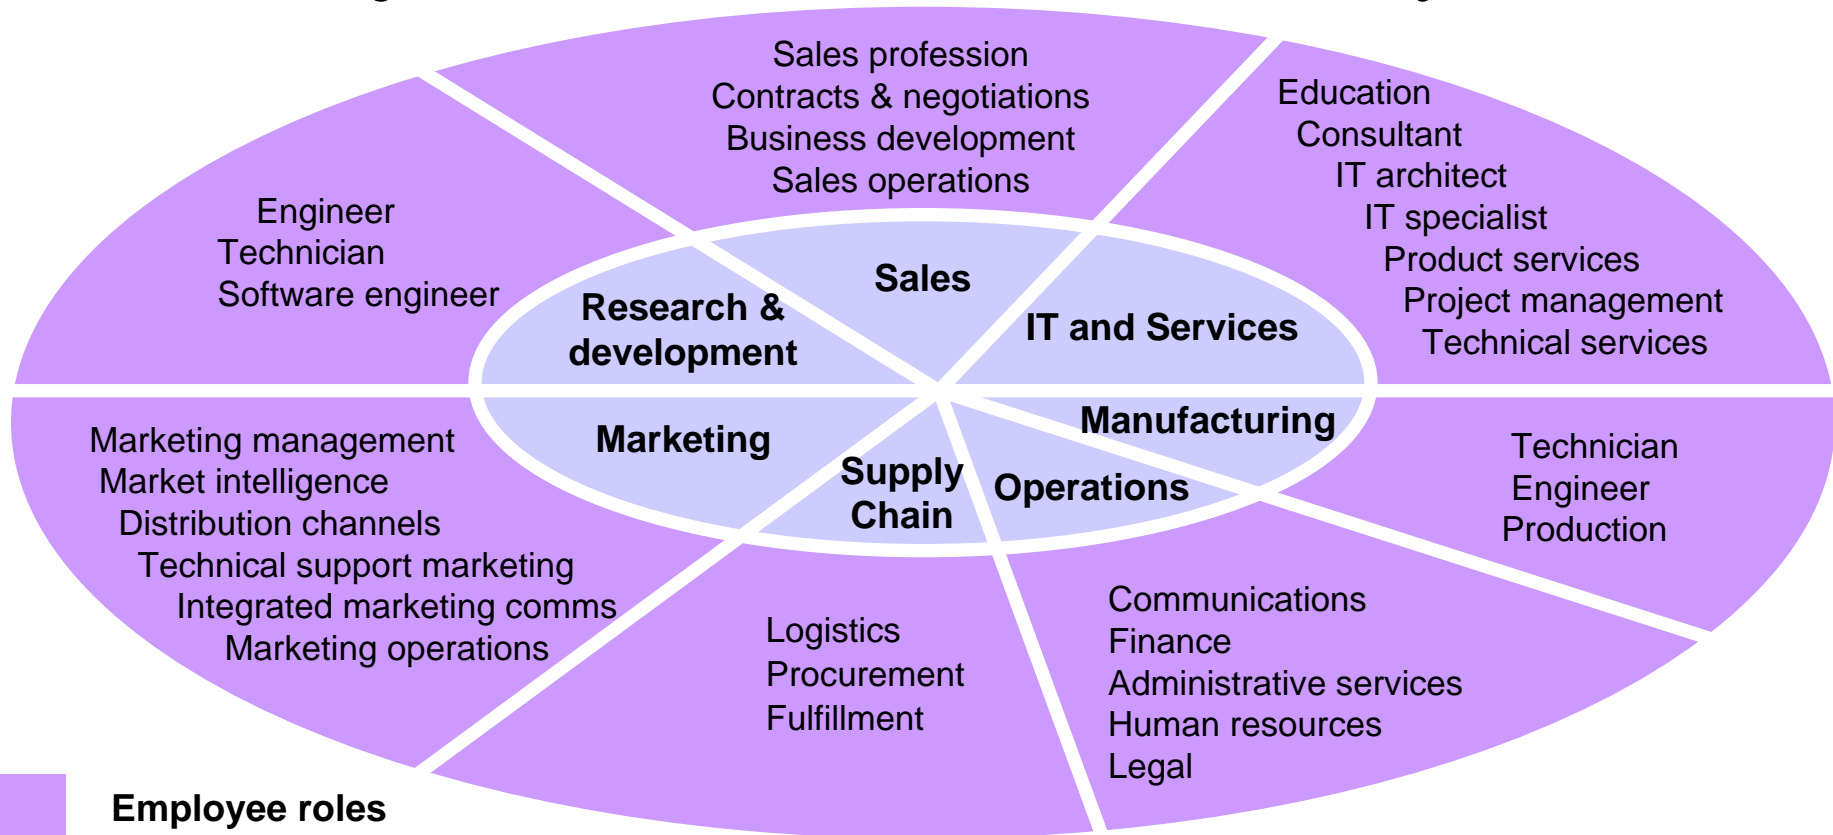 Sales profession
Contracts & negotiations
Business development
Sales operations
Education
Consultant
IT architect
IT specialist
Product services
Project management
Technical services
Engineer
Technician
Software engineer
Sales
Research &
development
IT and Services
Manufacturing
Marketing
Supply
Chain
Operations
Marketing management
Market intelligence
Distribution channels
Technical support marketing
Integrated marketing comms
Marketing operations
Technician
Engineer
Production
Logistics
Procurement
Fulfillment
Communications
Finance
Administrative services
Human resources
Legal
Employee roles